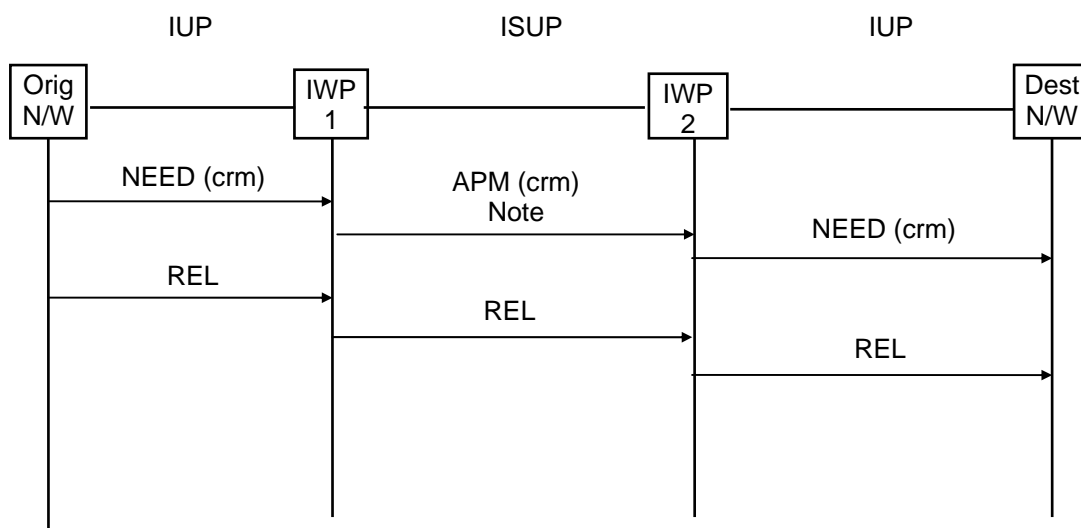 IUP
ISUP
IUP
Orig
N/W
IWP
1
IWP
2
Dest
N/W
NEED (crm)
APM (crm)
Note
NEED (crm)
REL
REL
REL